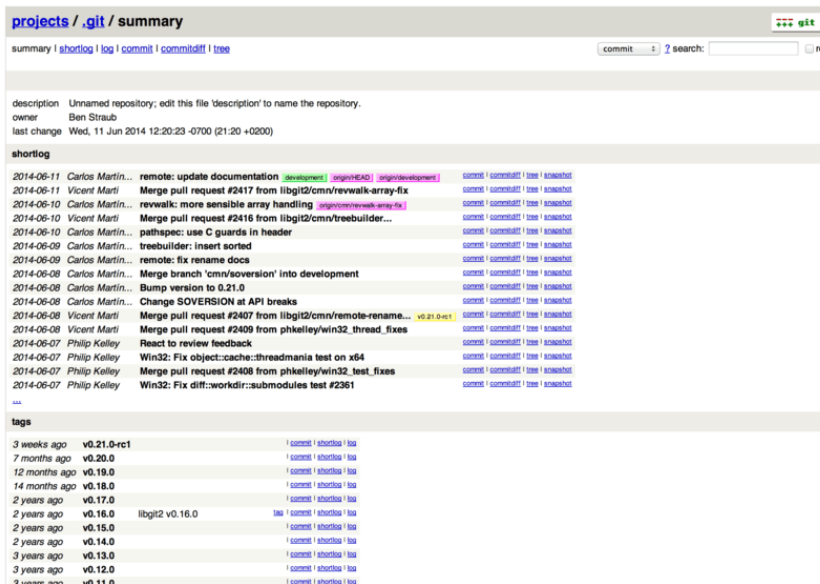 projects / .git / summary
git
summary | shortlog | log | commit | commitdiff | tree
commit ? search: r
description Unnamed repository; edit this file 'description' to name the repository.
owner Ben Straub
last change Wed, 11 Jun 2014 12:20:23 -0700 (21:20 +0200)
shortlog
2014-06-11 Carlos Martín... remote: update documentation development origin/HEAD origin/development commit | commitdiff | tree | snapshot
2014-06-11 Vicent Marti Merge pull request #2417 from libgit2/cmn/revwalk-array-fix commit | commitdiff | tree | snapshot
2014-06-10 Carlos Martín... revwalk: more sensible array handling origin/cmn/revwalk-array-fix commit | commitdiff | tree | snapshot
2014-06-10 Vicent Marti Merge pull request #2416 from libgit2/cmn/treebuilder... commit | commitdiff | tree | snapshot
2014-06-10 Carlos Martín... pathspec: use C guards in header commit | commitdiff | tree | snapshot
2014-06-09 Carlos Martín... treebuilder: insert sorted commit | commitdiff | tree | snapshot
2014-06-09 Carlos Martín... remote: fix rename docs commit | commitdiff | tree | snapshot
2014-06-08 Carlos Martín... Merge branch 'cmn/soversion' into development commit | commitdiff | tree | snapshot
2014-06-08 Carlos Martín... Bump version to 0.21.0 commit | commitdiff | tree | snapshot
2014-06-08 Carlos Martín... Change SOVERSION at API breaks commit | commitdiff | tree | snapshot
2014-06-08 Vicent Marti Merge pull request #2407 from libgit2/cmn/remote-rename... v0.21.0-rc1 commit | commitdiff | tree | snapshot
2014-06-08 Vicent Marti Merge pull request #2409 from phkelley/win32_thread_fixes commit | commitdiff | tree | snapshot
2014-06-07 Philip Kelley React to review feedback commit | commitdiff | tree | snapshot
2014-06-07 Philip Kelley Win32: Fix object::cache::threadmania test on x64 commit | commitdiff | tree | snapshot
2014-06-07 Philip Kelley Merge pull request #2408 from phkelley/win32_test_fixes commit | commitdiff | tree | snapshot
2014-06-07 Philip Kelley Win32: Fix diff::workdir::submodules test #2361 commit | commitdiff | tree | snapshot
...
tags
3 weeks ago v0.21.0-rc1 | commit | shortlog | log
7 months ago v0.20.0 | commit | shortlog | log
12 months ago v0.19.0 | commit | shortlog | log
14 months ago v0.18.0 | commit | shortlog | log
2 years ago v0.17.0 | commit | shortlog | log
2 years ago v0.16.0 libgit2 v0.16.0 tag | commit | shortlog | log
2 years ago v0.15.0 | commit | shortlog | log
2 years ago v0.14.0 | commit | shortlog | log
3 years ago v0.13.0 | commit | shortlog | log
3 years ago v0.12.0 | commit | shortlog | log
3 years ago v0.11.0 | commit | shortlog | log